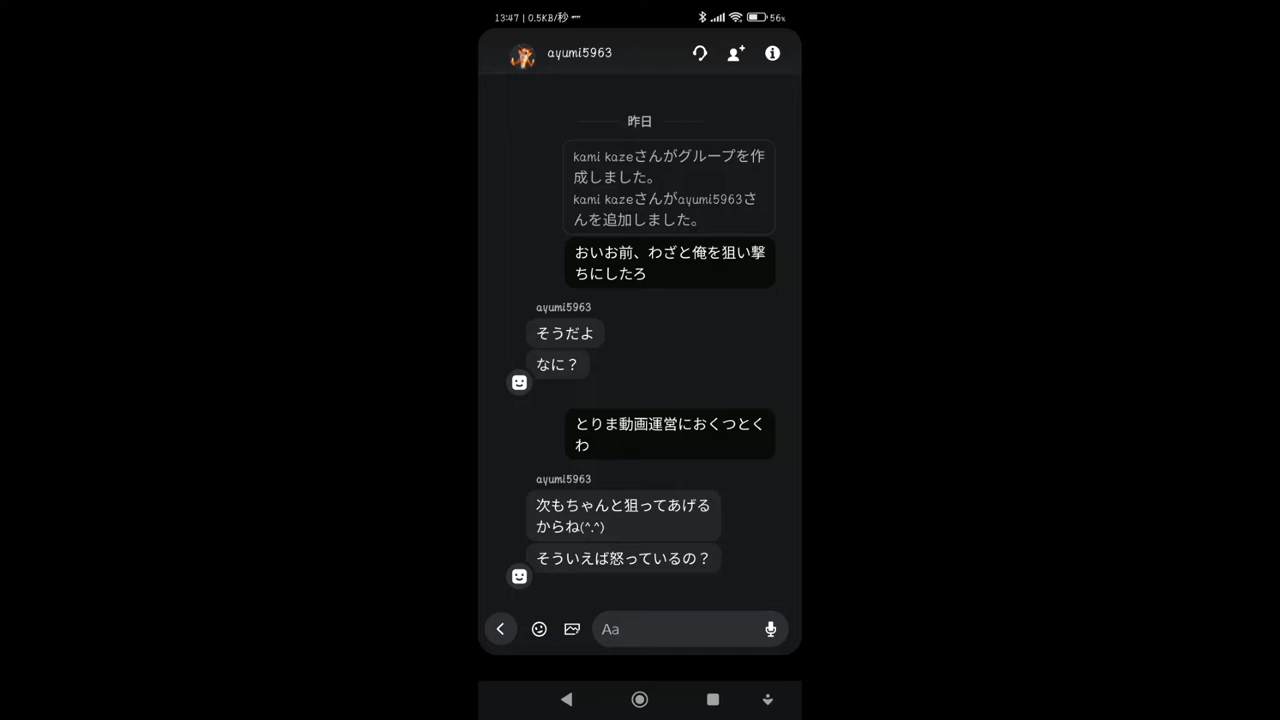 13:47 | 0.5KB/秒
56%
ayumi5963
昨日
kami kazeさんがグループを作
成しました。
kami kazeさんがayumi5963さ
んを追加しました。
おいお前、わざと俺を狙い撃
ちにしたろ
ayumi5963
そうだよ
なに？
とりま動画運営におくつとく
わ
ayumi5963
次もちゃんと狙ってあげる
からね(^.^)
そういえば怒っているの？
Aa